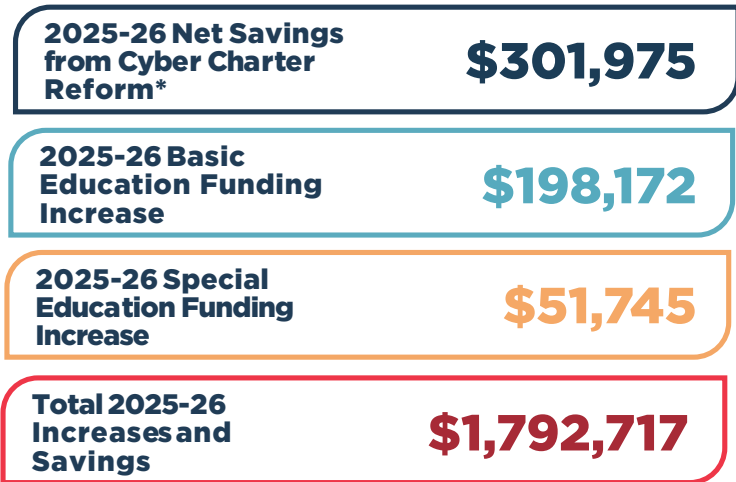 2025-26 Net Savings
from Cyber Charter
Reform*
$301,975
2025-26 Basic
Education Funding
Increase
$198,172
2025-26 Special
Education Funding
Increase
$51,745
Total 2025-26
Increases and
Savings
$1,792,717